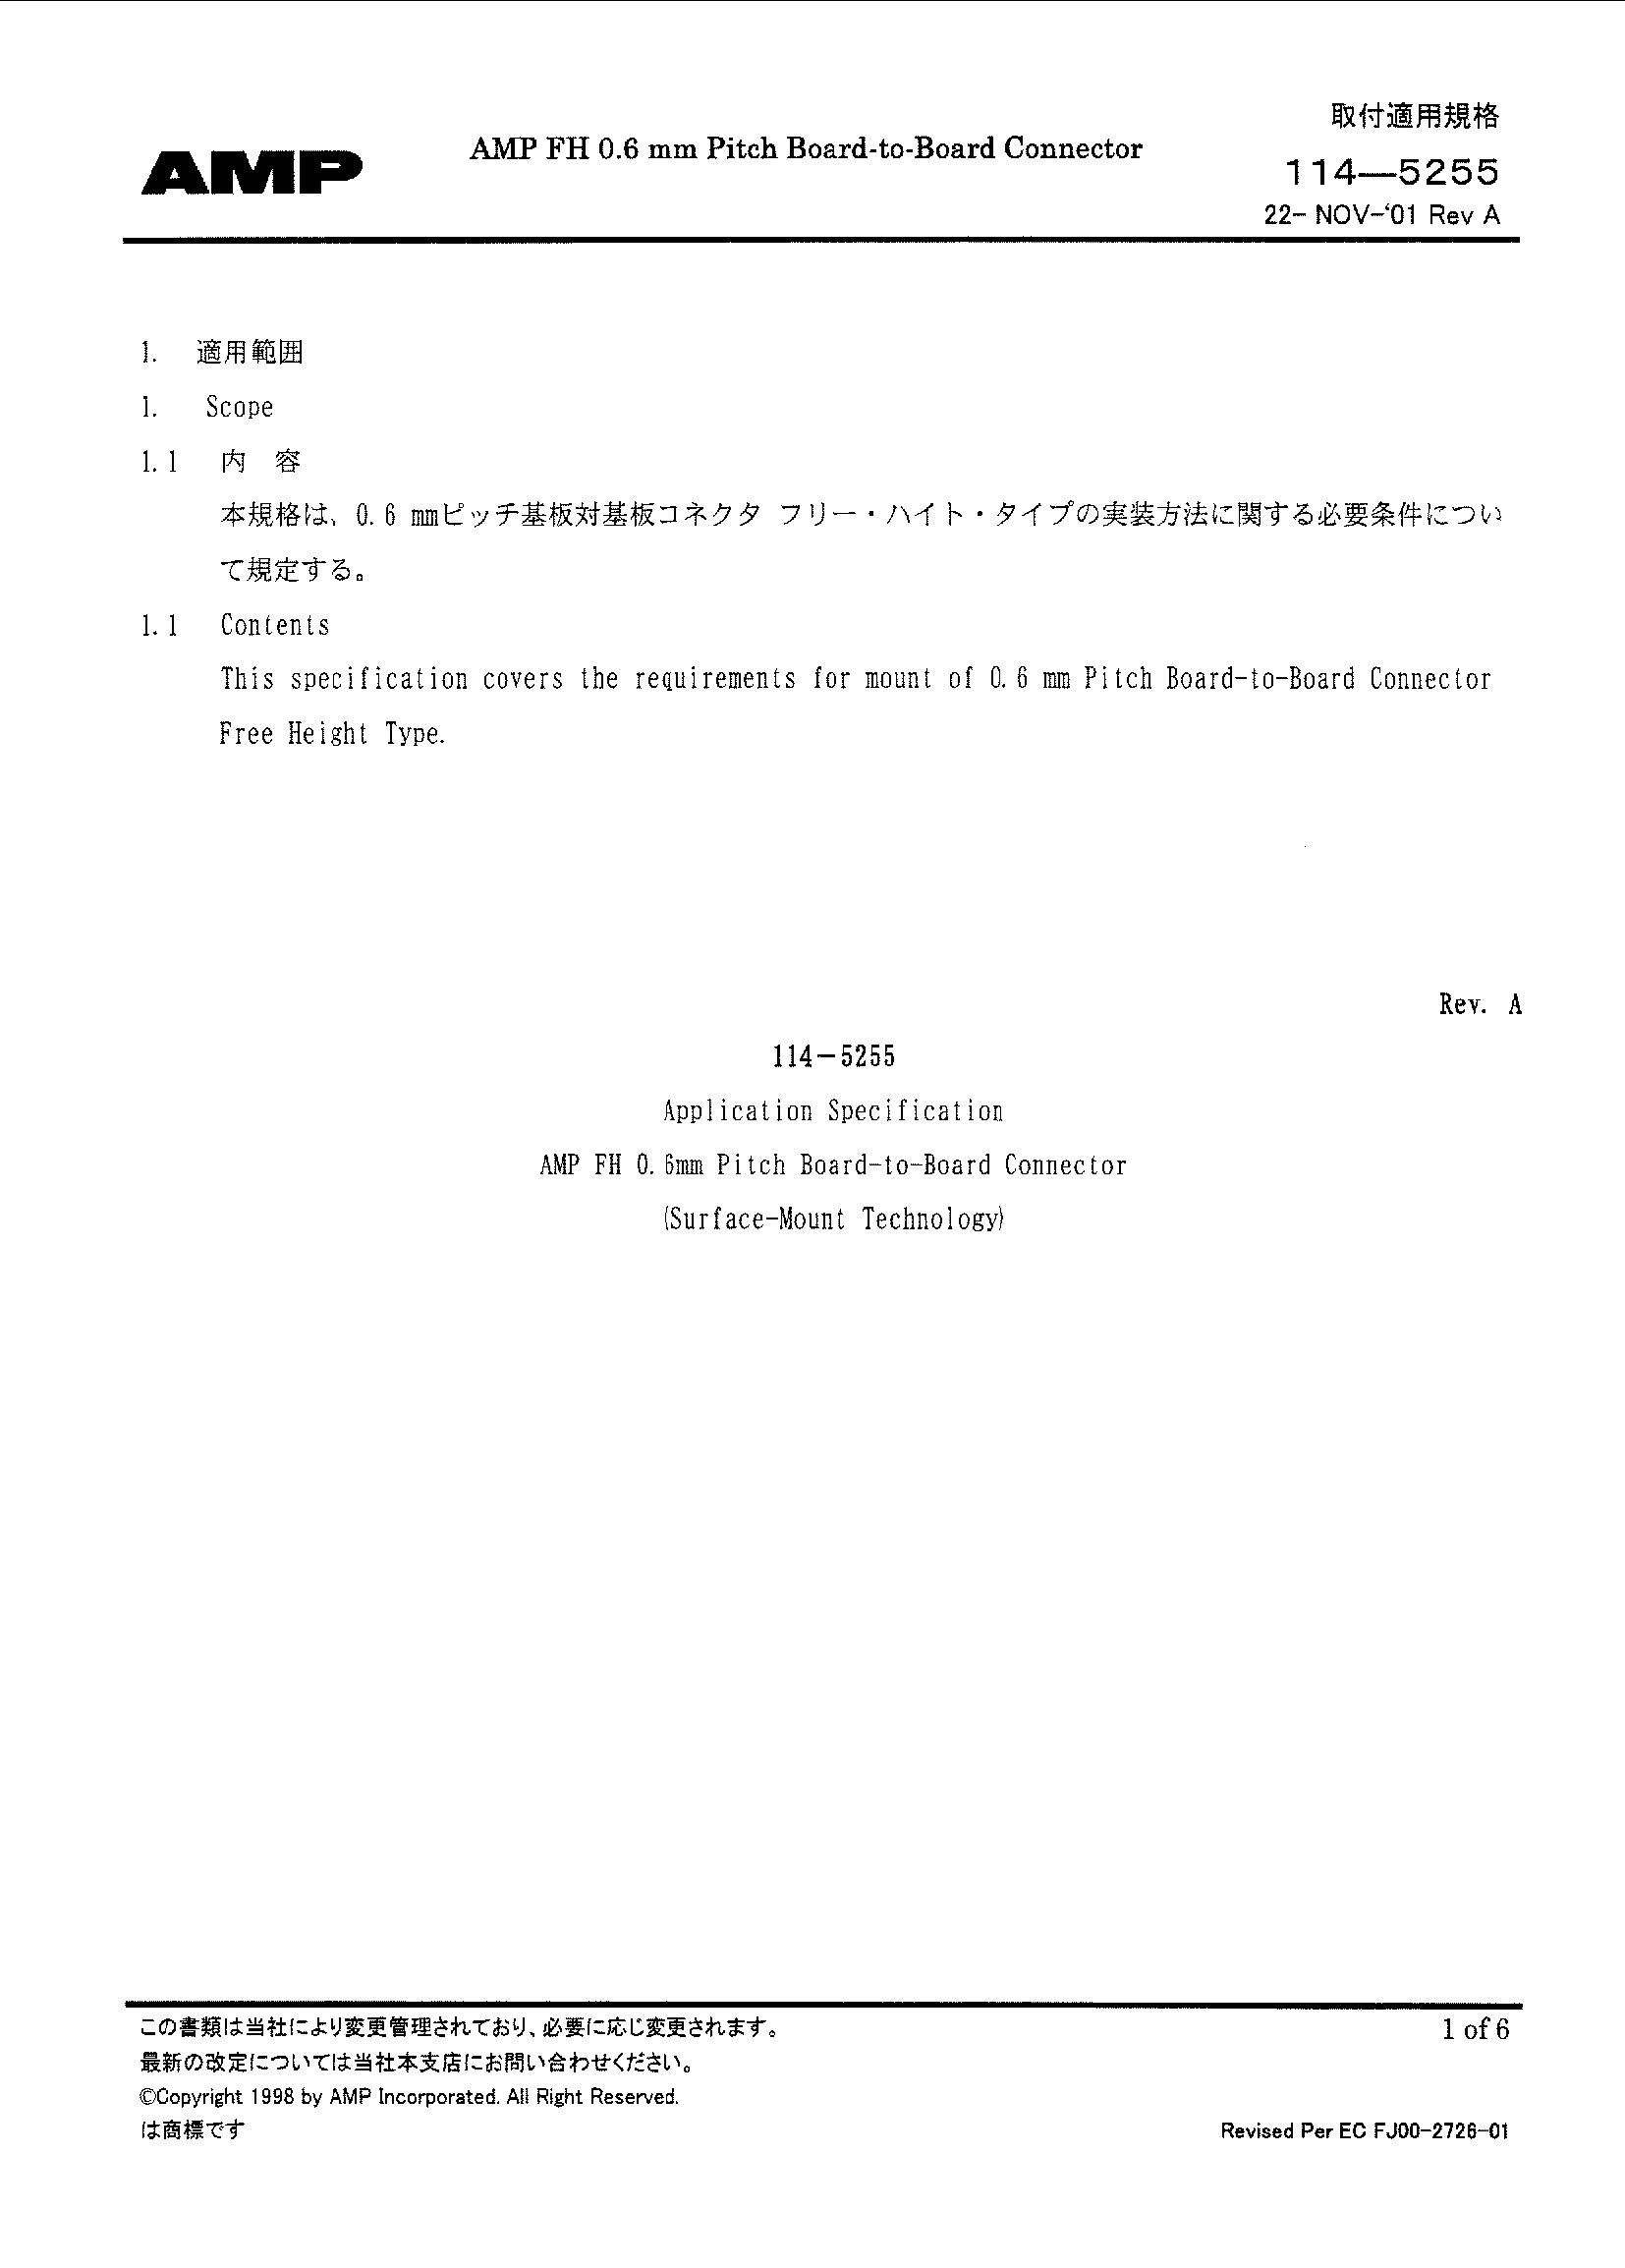 AMP
AMP FH 0.6 mm Pitch Board-to-Board Connector
取付適用規格
114—5255
22- NOV-‘01 Rev A
1. 適用範囲
1. Scope
1.1 内 容
本規格は、0.6 mmピッチ基板対基板コネクタ フリー・ハイト・タイプの実装方法に関する必要条件につい
て規定する。
1.1 Contents
This specification covers the requirements for mount of 0.6 mm Pitch Board-to-Board Connector
Free Height Type.
Rev. A
114－5255
Application Specification
AMP FH 0.6mm Pitch Board-to-Board Connector
(Surface-Mount Technology)
この書類は当社により変更管理されており、必要に応じ変更されます。
1 of 6
最新の改定については当社本支店にお問い合わせください。
©Copyright 1998 by AMP Incorporated. All Right Reserved.
は商標です
Revised Per EC FJ00-2726-01